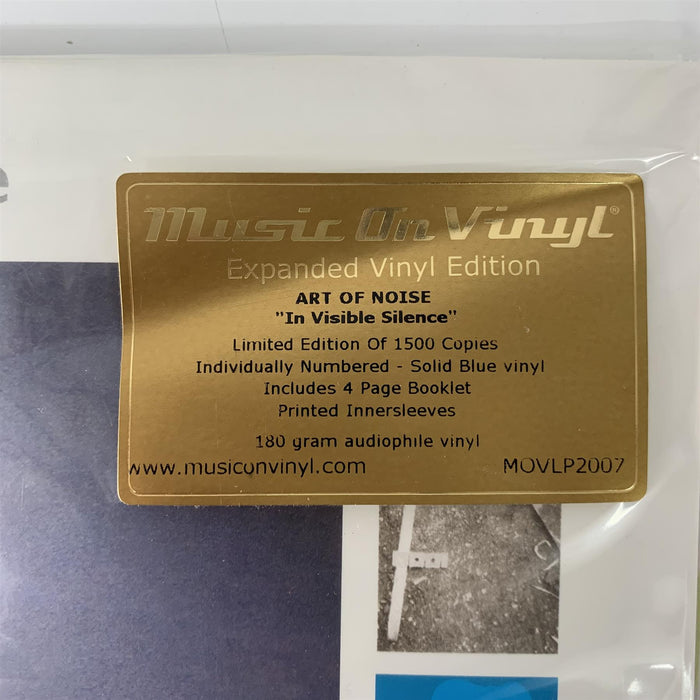 e
Music On Vinyl®
Expanded Vinyl Edition
ART OF NOISE
"In Visible Silence"
Limited Edition Of 1500 Copies
Individually Numbered - Solid Blue vinyl
Includes 4 Page Booklet
Printed Innersleeves
180 gram audiophile vinyl
www.musiconvinyl.com MOVLP2007